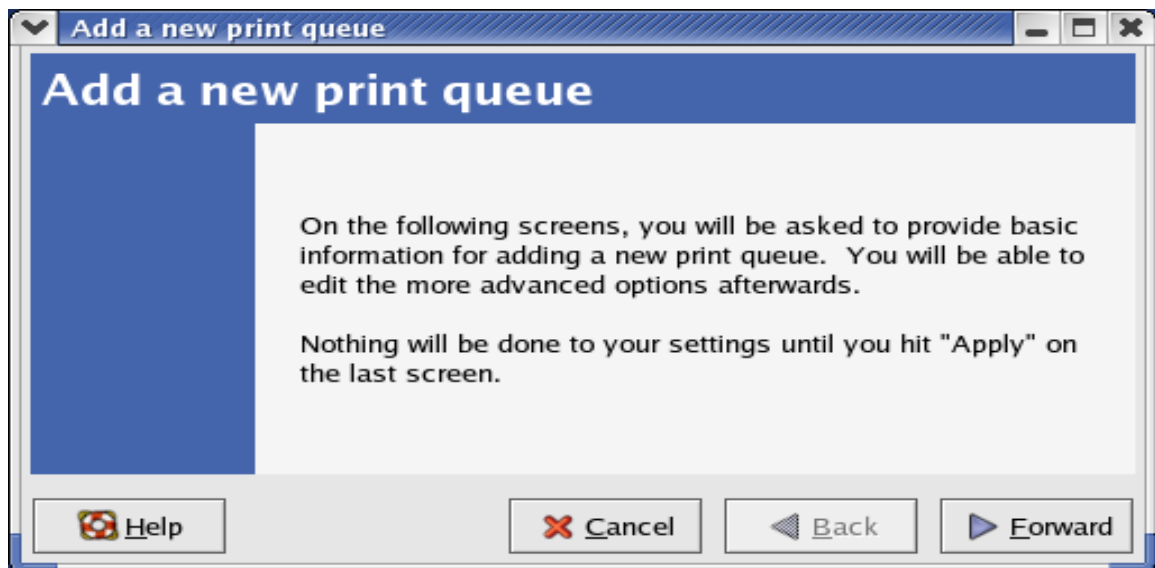 Add a new print queue
Add a new print queue
On the following screens, you will be asked to provide basic
information for adding a new print queue.  You will be able to
edit the more advanced options afterwards.
Nothing will be done to your settings until you hit "Apply" on
the last screen.
Help
Cancel
Back
Forward